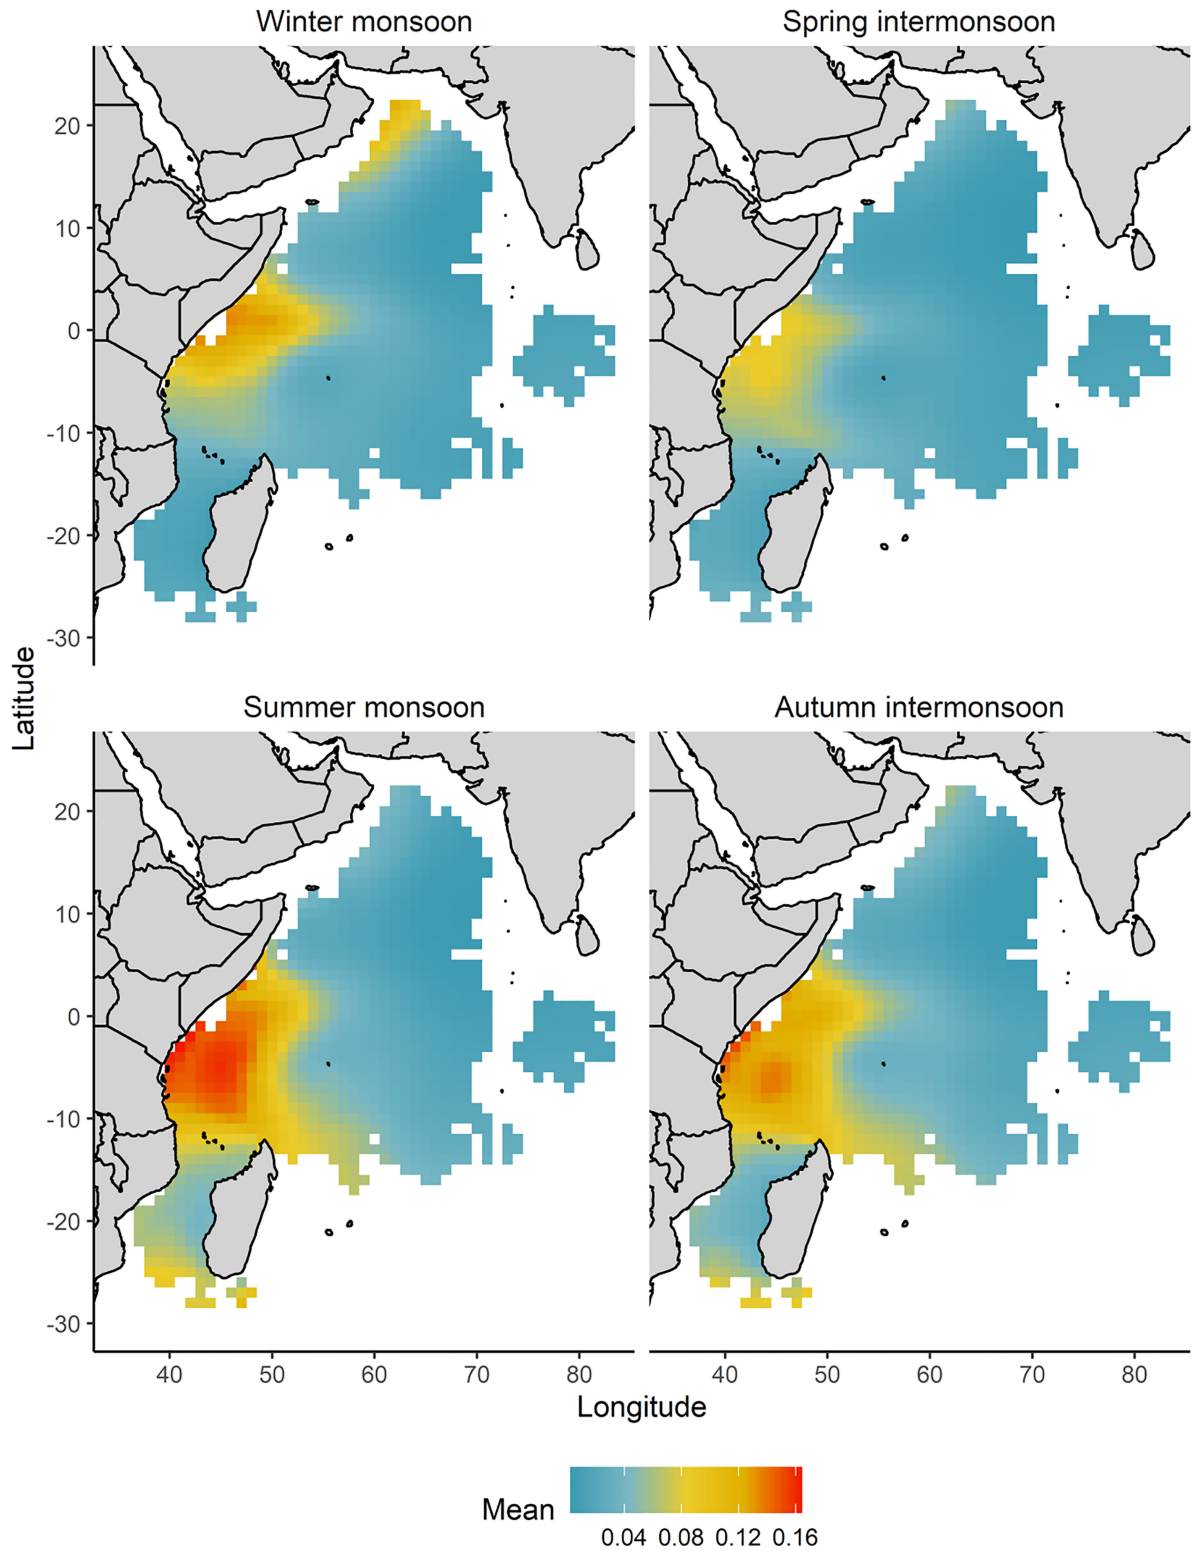 Winter monsoon
Spring intermonsoon
20
10
0
-10
-20
-30
Latitude
Summer monsoon
Autumn intermonsoon
20
10
0
-10
-20
-30
40 50 60 70 80
40 50 60 70 80
Longitude
Mean
0.04 0.08 0.12 0.16